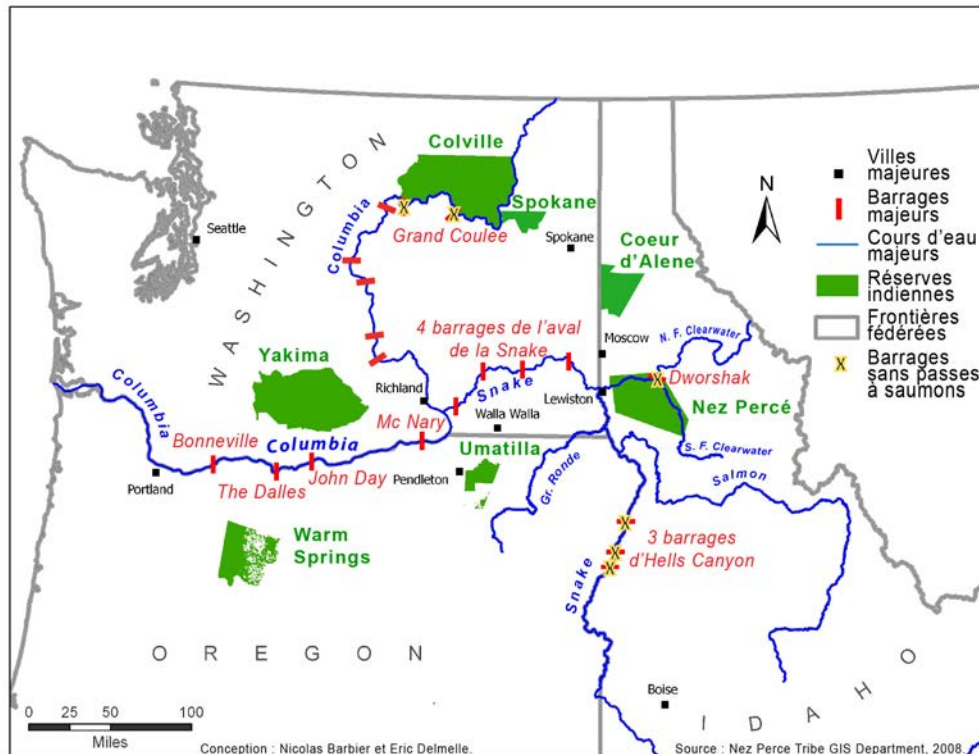 Colville
Spokane
Grand Coulee
Columbia
WASHINGTON
Seattle
Spokane
Coeur
d'Alene
N
Villes
majeures
Barrages
majeurs
Cours d'eau
majeurs
Réserves
indiennes
Frontières
fédérées
Barrages
sans passes
à saumons
4 barrages de l'aval
de la Snake
Moscow
N. F. Clearwater
Yakima
Richland
Snake
Lewiston
Dworshak
Nez Percé
Columbia
Mc Nary
Walla Walla
Bonneville
Columbia
Umatilla
S. F. Clearwater
Portland
The Dalles
John Day
Pendleton
Gr. Ronde
Salmon
Warm
Springs
3 barrages
d'Hells Canyon
Snake
OREGON
Boise
IDAHO
0 25 50 100
Miles
Conception : Nicolas Barbier et Eric Delmelle.
Source : Nez Perce Tribe GIS Department, 2008